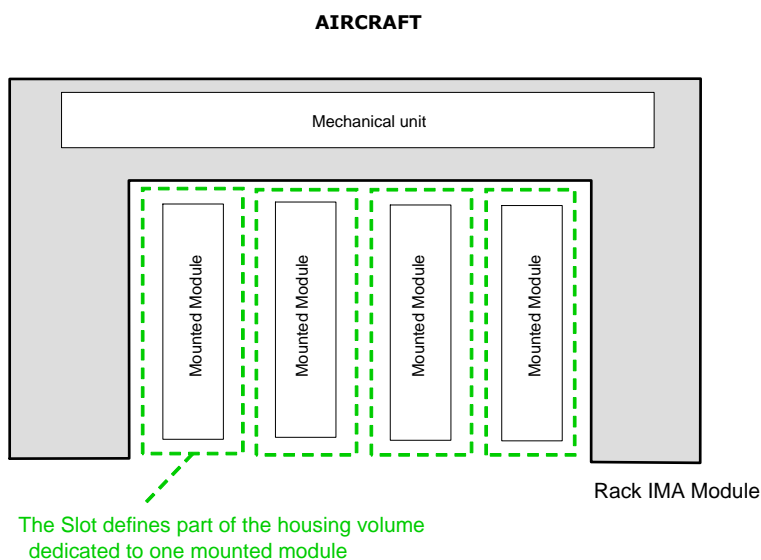 AIRCRAFT
Mechanical unit
Mounted Module
Mounted Module
Mounted Module
Mounted Module
Rack IMA Module
The Slot defines part of the housing volume
dedicated to one mounted module